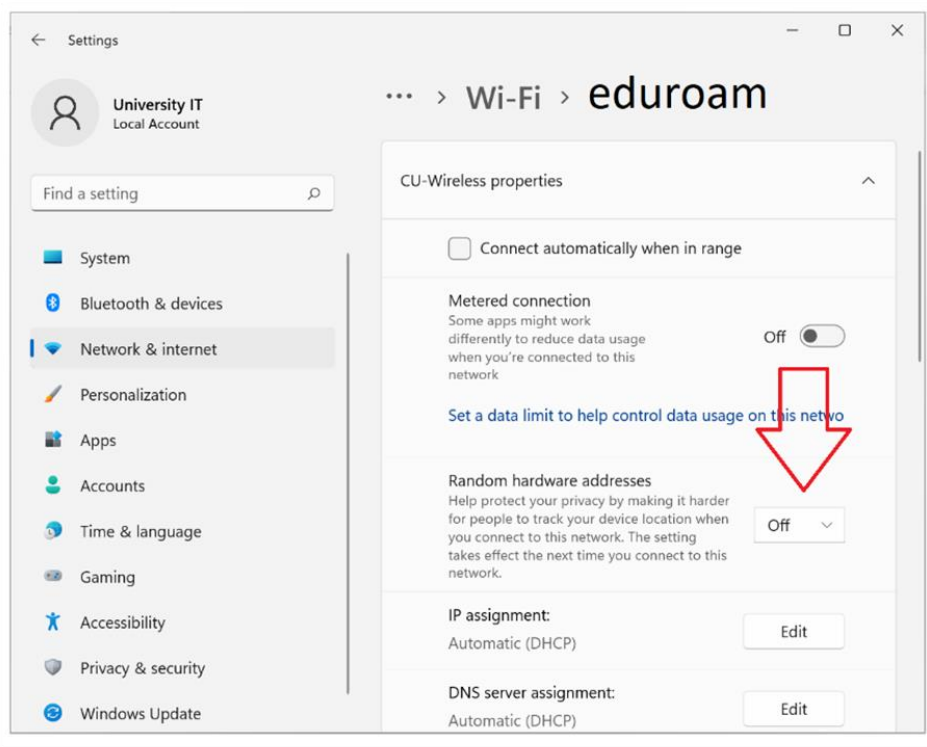 Settings
University IT
Local Account
Find a setting
System
Bluetooth & devices
Network & internet
Personalization
Apps
Accounts
Time & language
Gaming
Accessibility
Privacy & security
Windows Update
··· > Wi-Fi > eduroam
CU-Wireless properties
Connect automatically when in range
Metered connection
Some apps might work
differently to reduce data usage
when you're connected to this
network
Off
Set a data limit to help control data usage on this netwo
Random hardware addresses
Help protect your privacy by making it harder
for people to track your device location when
you connect to this network. The setting
takes effect the next time you connect to this
network.
Off
IP assignment:
Automatic (DHCP)
Edit
DNS server assignment:
Automatic (DHCP)
Edit